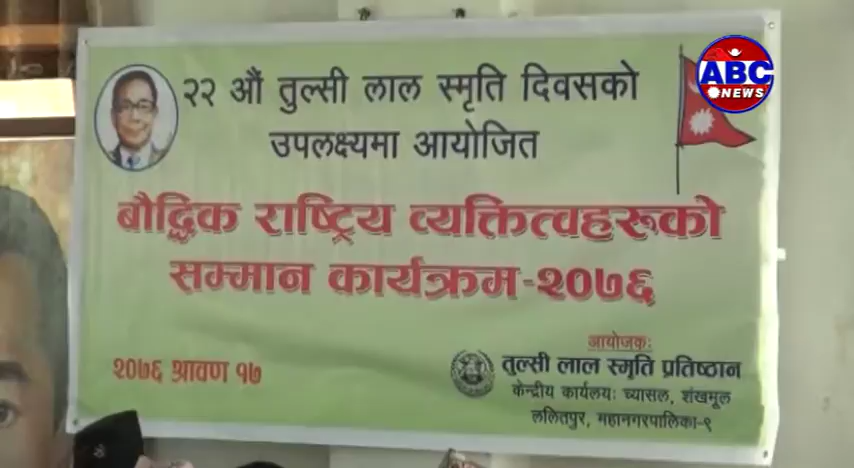 ABC
NEWS
२२ औं तुल्सी लाल स्मृति दिवसको
उपलक्ष्यमा आयोजित
बौद्धिक राष्ट्रिय व्यक्तित्वहरूको
सम्मान कार्यक्रम-२०७६
२०७६ श्रावण १७
आयोजकः
तुल्सी लाल स्मृति प्रतिष्ठान
केन्द्रीय कार्यलयः च्यासल, शंखमूल
ललितपुर, महानगरपालिका-९